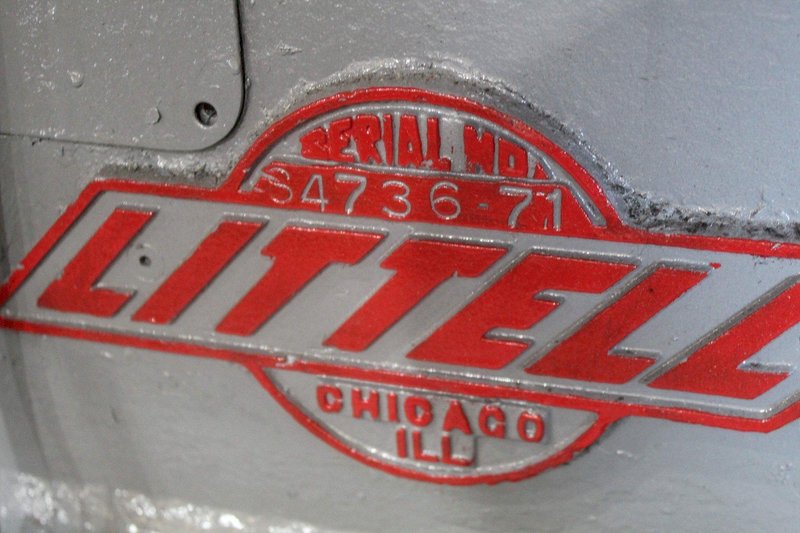 SERIAL NO.
S4736-71
LITTELL
CHICAGO
ILL